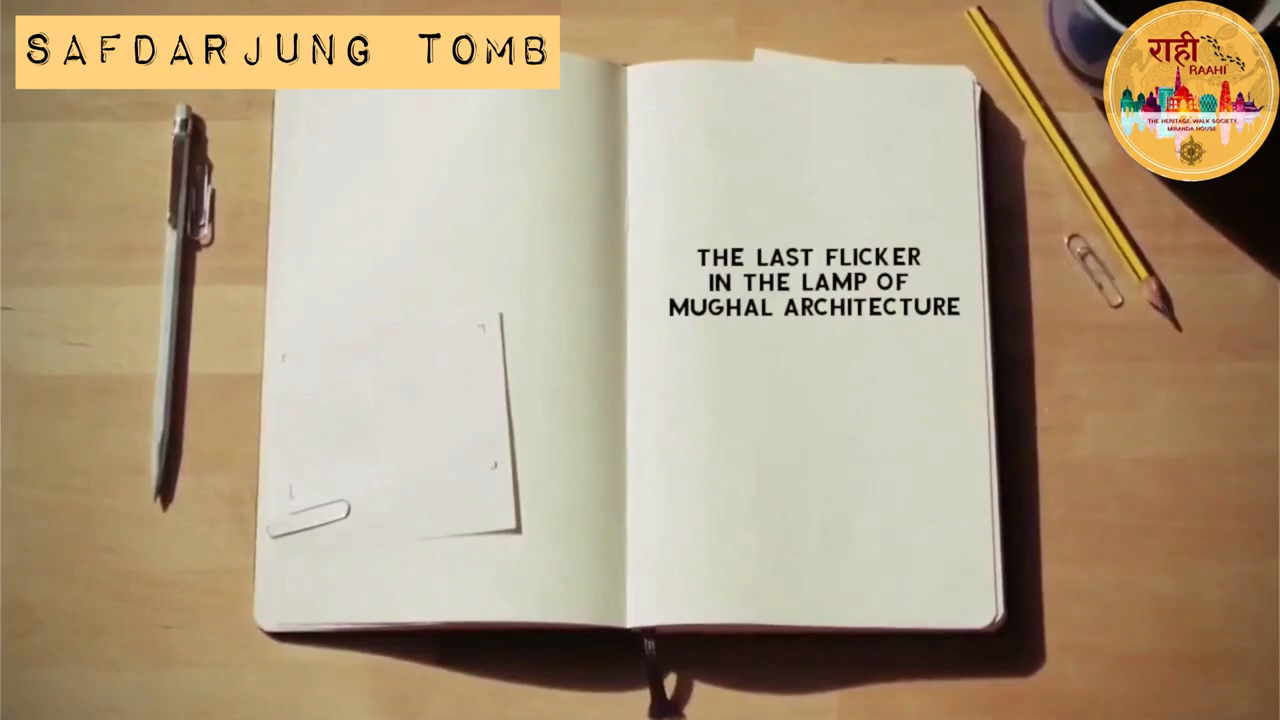 SAFDARJUNG TOMB
राही
RAAHI
THE HERITAGE WALK SOCIETY,
MIRANDA HOUSE
THE LAST FLICKER
IN THE LAMP OF
MUGHAL ARCHITECTURE